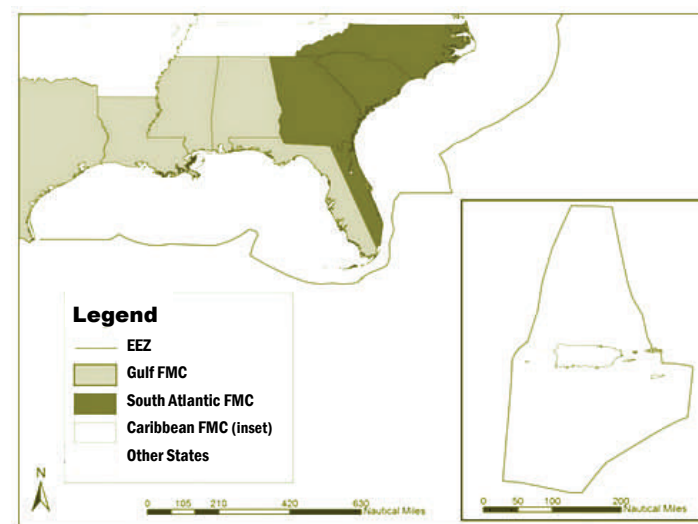 Legend
EEZ
Gulf FMC
South Atlantic FMC
Caribbean FMC (inset)
Other States
N
0 105 210 420 630
Nautical Miles
0 50 100 200
Nautical Miles